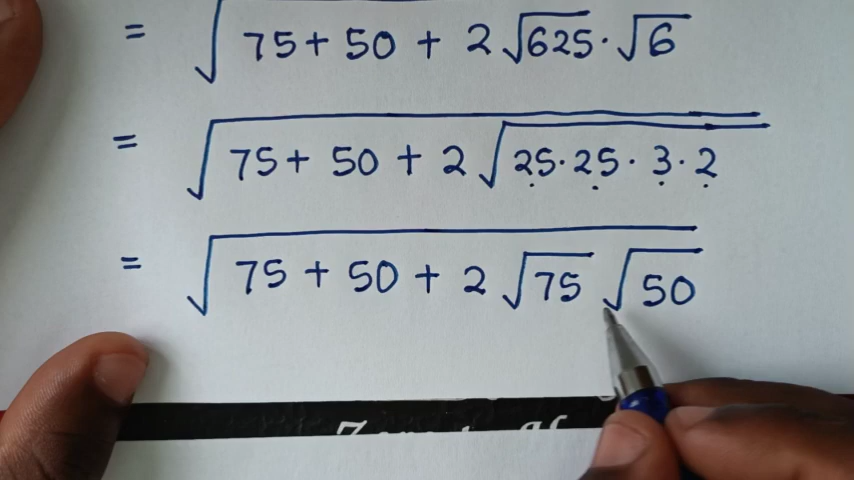 = √75 + 50 + 2√625 · √6
= √75 + 50 + 2√25 · 25 · 3 · 2
= √75 + 50 + 2√75 √50